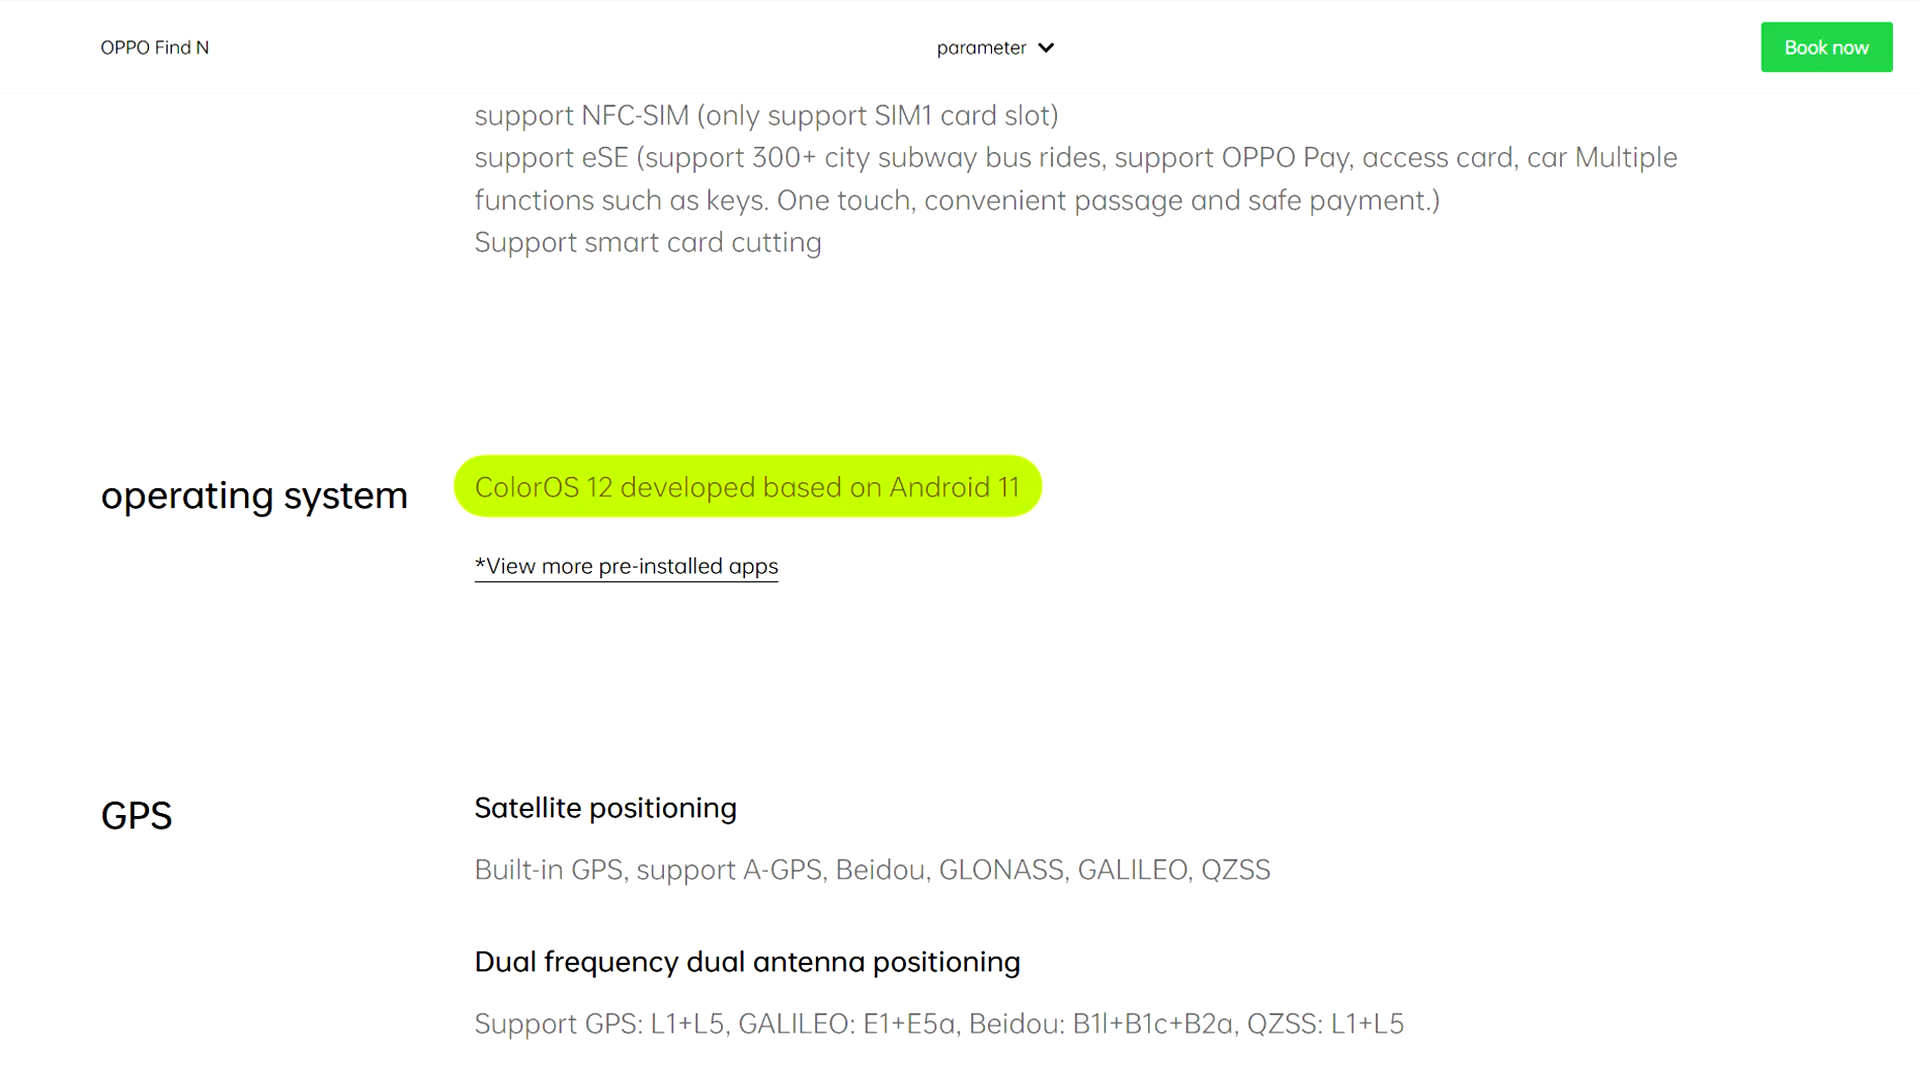 OPPO Find N
parameter
Book now
support NFC-SIM (only support SIM1 card slot)
support eSE (support 300+ city subway bus rides, support OPPO Pay, access card, car Multiple
functions such as keys. One touch, convenient passage and safe payment.)
Support smart card cutting
operating system
ColorOS 12 developed based on Android 11
*View more pre-installed apps
GPS
Satellite positioning
Built-in GPS, support A-GPS, Beidou, GLONASS, GALILEO, QZSS
Dual frequency dual antenna positioning
Support GPS: L1+L5, GALILEO: E1+E5a, Beidou: B1I+B1c+B2a, QZSS: L1+L5